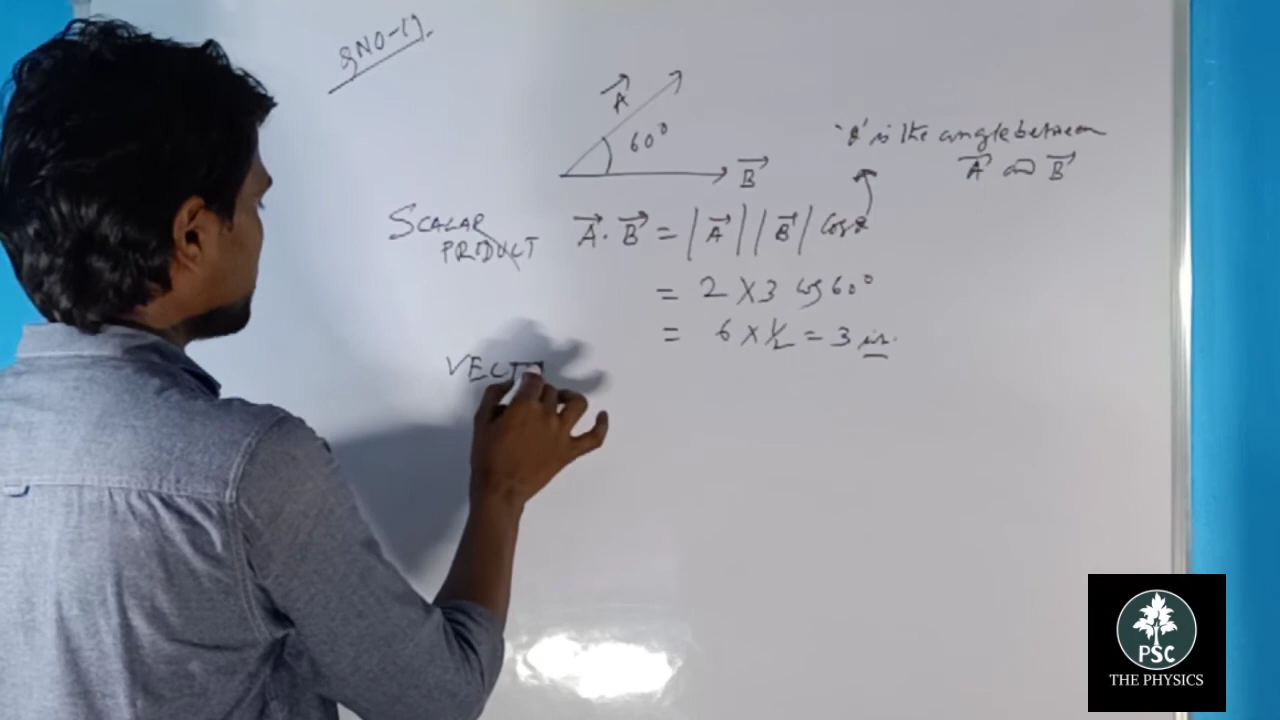 QNO-17.
A
60°
B
'θ' is the angle between
A and B
SCALAR
PRODUCT
A . B = |A| |B| Cosθ
= 2 X 3 Cos 60°
= 6 X 1/2 = 3
VECT
PSC
THE PHYSICS